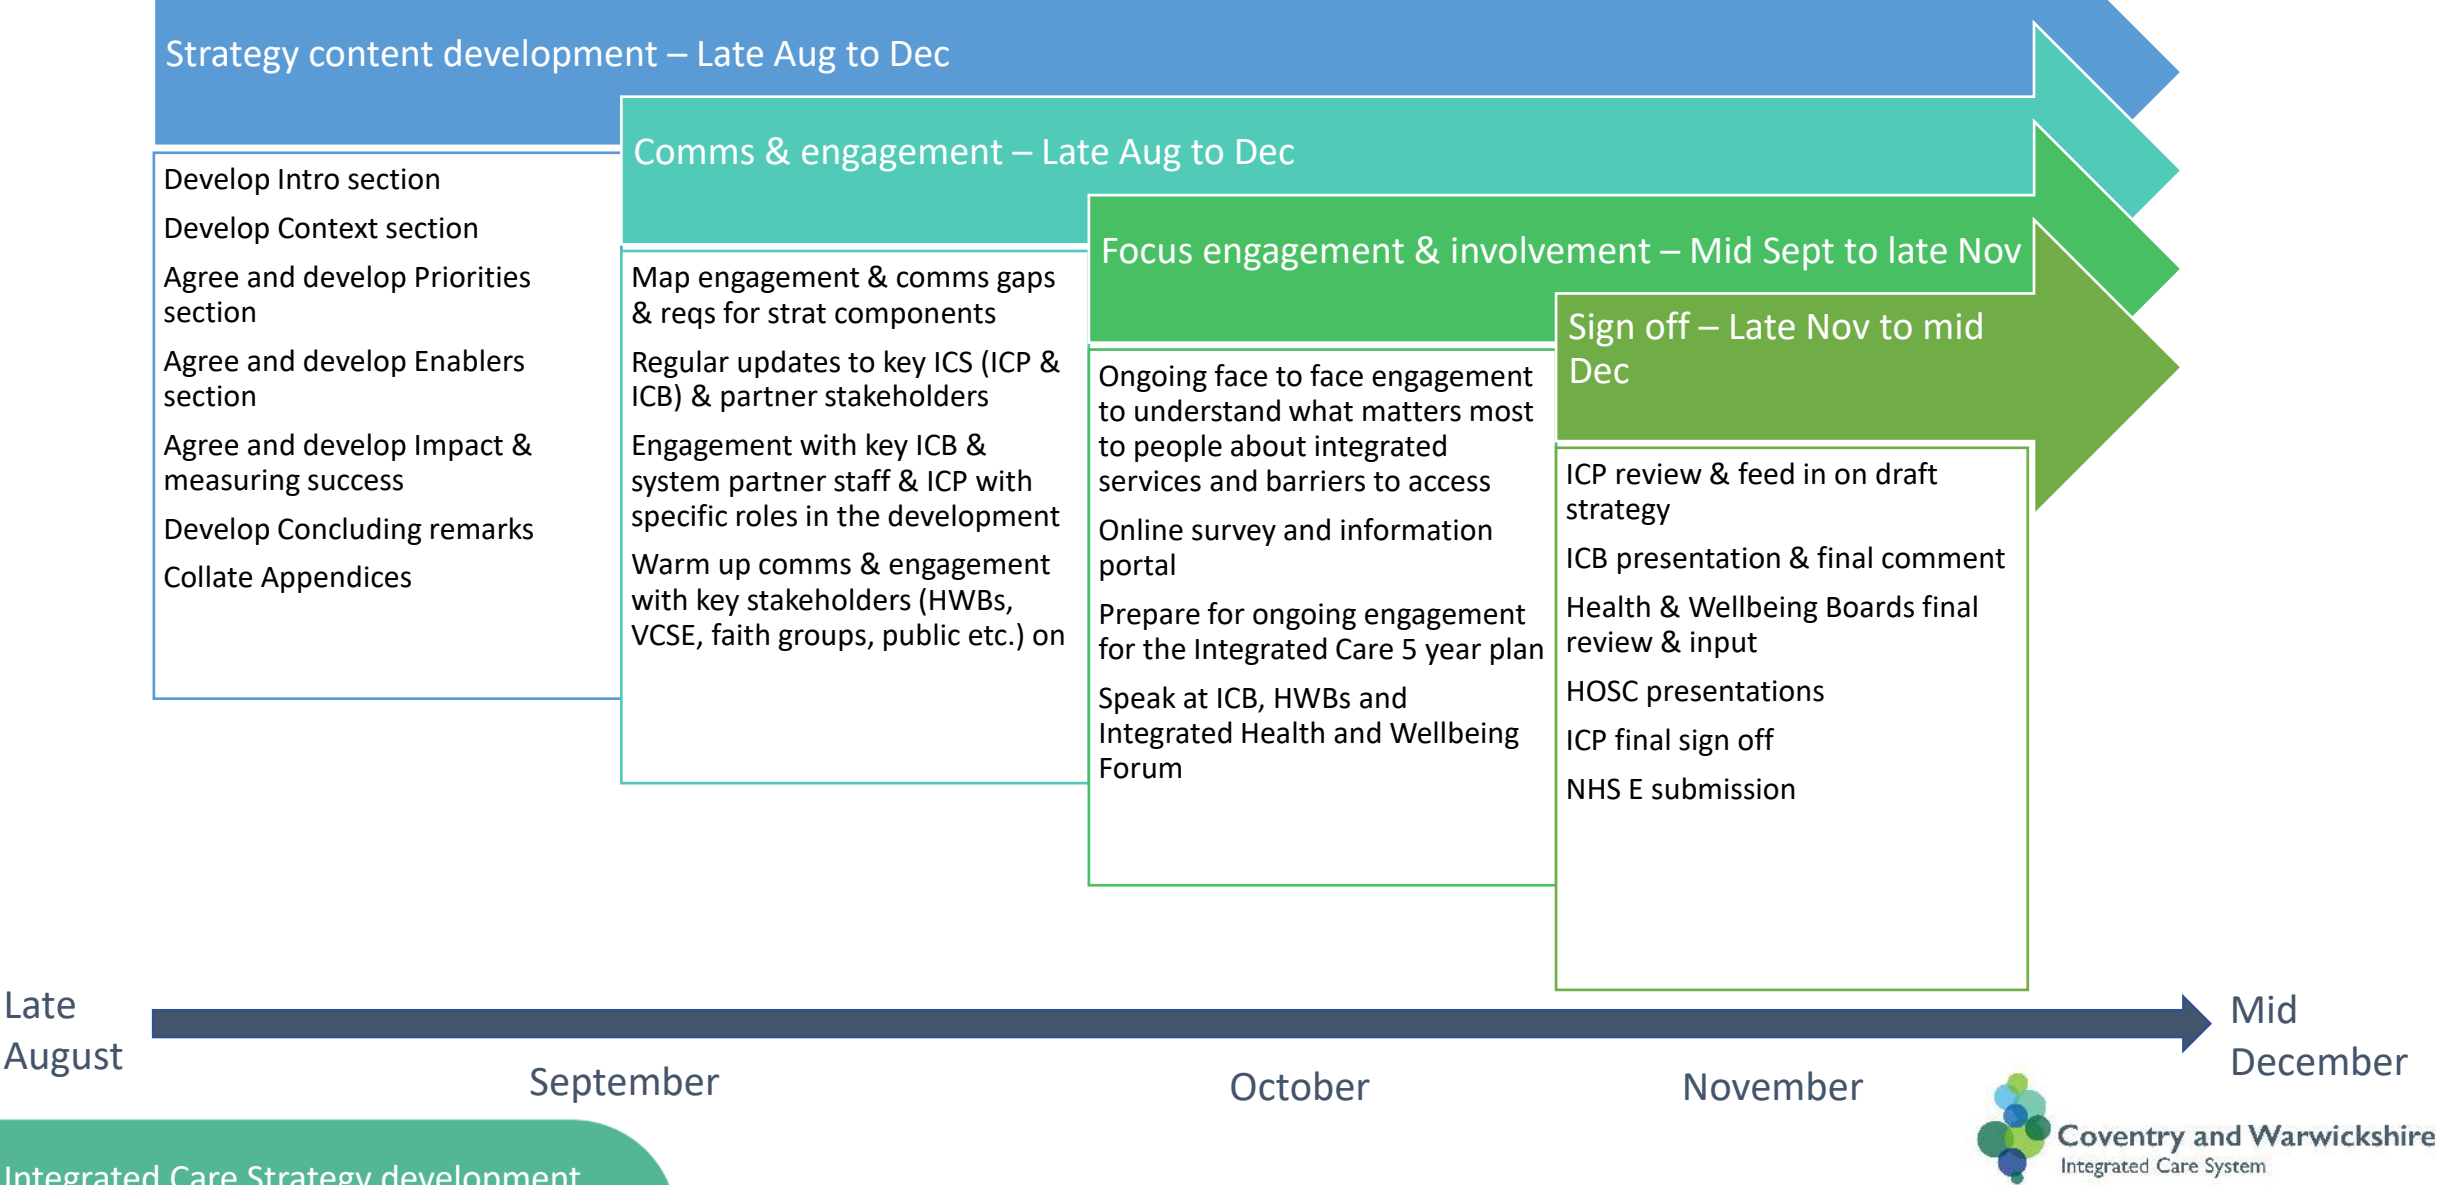 Strategy content development – Late Aug to Dec
Develop Intro section
Develop Context section
Agree and develop Priorities
section
Agree and develop Enablers
section
Agree and develop Impact &
measuring success
Develop Concluding remarks
Collate Appendices
Comms & engagement – Late Aug to Dec
Map engagement & comms gaps
& reqs for strat components
Regular updates to key ICS (ICP &
ICB) & partner stakeholders
Engagement with key ICB &
system partner staff & ICP with
specific roles in the development
Warm up comms & engagement
with key stakeholders (HWBs,
VCSE, faith groups, public etc.) on
Focus engagement & involvement – Mid Sept to late Nov
Ongoing face to face engagement
to understand what matters most
to people about integrated
services and barriers to access
Online survey and information
portal
Prepare for ongoing engagement
for the Integrated Care 5 year plan
Speak at ICB, HWBs and
Integrated Health and Wellbeing
Forum
Sign off – Late Nov to mid
Dec
ICP review & feed in on draft
strategy
ICB presentation & final comment
Health & Wellbeing Boards final
review & input
HOSC presentations
ICP final sign off
NHS E submission
Late
August
September
October
November
Mid
December
Integrated Care Strategy development
Coventry and Warwickshire
Integrated Care System